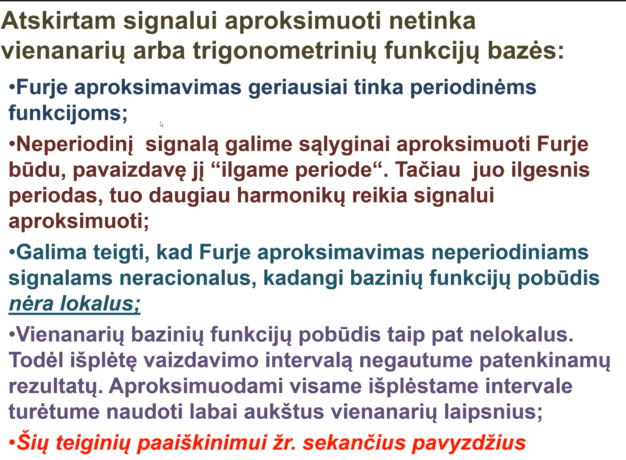 Atskirtam signalui aproksimuoti netinka
vienanarių arba trigonometrinių funkcijų bazės:
•Furje aproksimavimas geriausiai tinka periodinėms
funkcijoms;
•Neperiodinį signalą galime sąlyginai aproksimuoti Furje
būdu, pavaizdavę jį “ilgame periode“. Tačiau juo ilgesnis
periodas, tuo daugiau harmonikų reikia signalui
aproksimuoti;
•Galima teigti, kad Furje aproksimavimas neperiodiniams
signalams neracionalus, kadangi bazinių funkcijų pobūdis
nėra lokalus;
•Vienanarių bazinių funkcijų pobūdis taip pat nelokalus.
Todėl išplėtę vaizdavimo intervalą negautume patenkinamų
rezultatų. Aproksimuodami visame išplėstame intervale
turėtume naudoti labai aukštus vienanarių laipsnius;
•Šių teiginių paaiškinimui žr. sekančius pavyzdžius